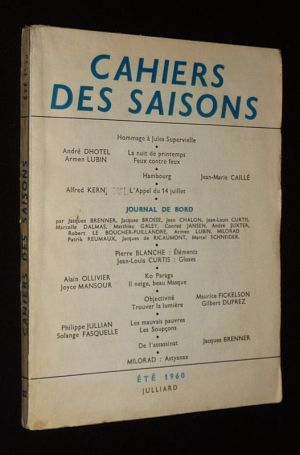 CAHIERS
DES SAISONS
Hommage à Jules Supervielle
André DHOTEL La nuit de printemps
Armen LUBIN Feux contre feux
Hambourg Jean-Marie CAILLÉ
Alfred KERN L'Appel du 14 juillet
JOURNAL DE BORD
par Jacques BRENNER, Jacques BROSSE, Jean CHALON, Jean-Louis CURTIS,
Marcelle DALMAS, Matthieu GALEY, Conrad JANSEN, André JUXTEN,
Robert LE BOUCHER-PUILLANDRE, Armen LUBIN, MILORAD
Patrik REUMAUX, Jacques de RICAUMONT, Marcel SCHNEIDER.
Pierre BLANCHE : Éléments
Jean-Louis CURTIS : Gloses
Alain OLLIVIER Ko Paraga
Joyce MANSOUR Il neige, beau Masque
Objectivité Maurice FICKELSON
Trouver la lumière Gilbert DUPREZ
Philippe JULLIAN Les mauvais pauvres
Solange FASQUELLE Les Soupçons
De l'assassinat Jacques BRENNER
MILORAD : Astyanax
ÉTÉ 1960
JULLIARD
CAHIERS DES SAISONS